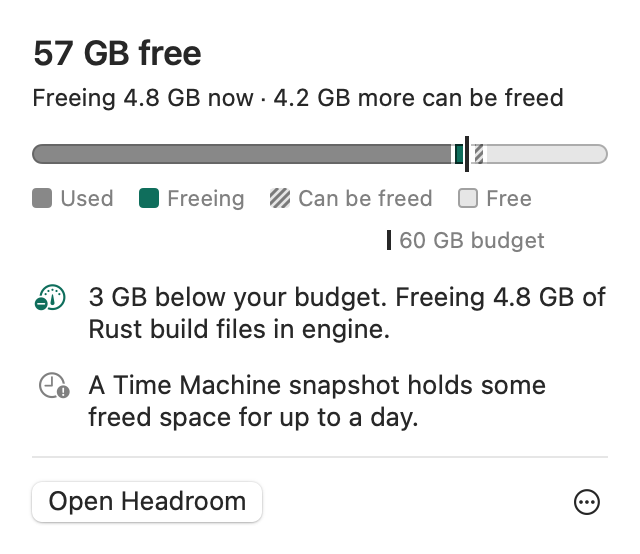 57 GB free
Freeing 4.8 GB now · 4.2 GB more can be freed
Used Freeing Can be freed Free
60 GB budget
3 GB below your budget. Freeing 4.8 GB of
Rust build files in engine.
A Time Machine snapshot holds some
freed space for up to a day.
Open Headroom